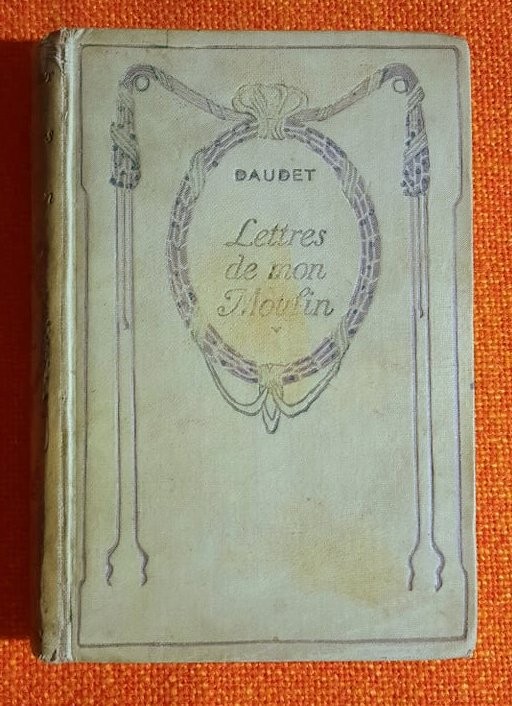 DAUDET
Lettres
de mon
Moulin